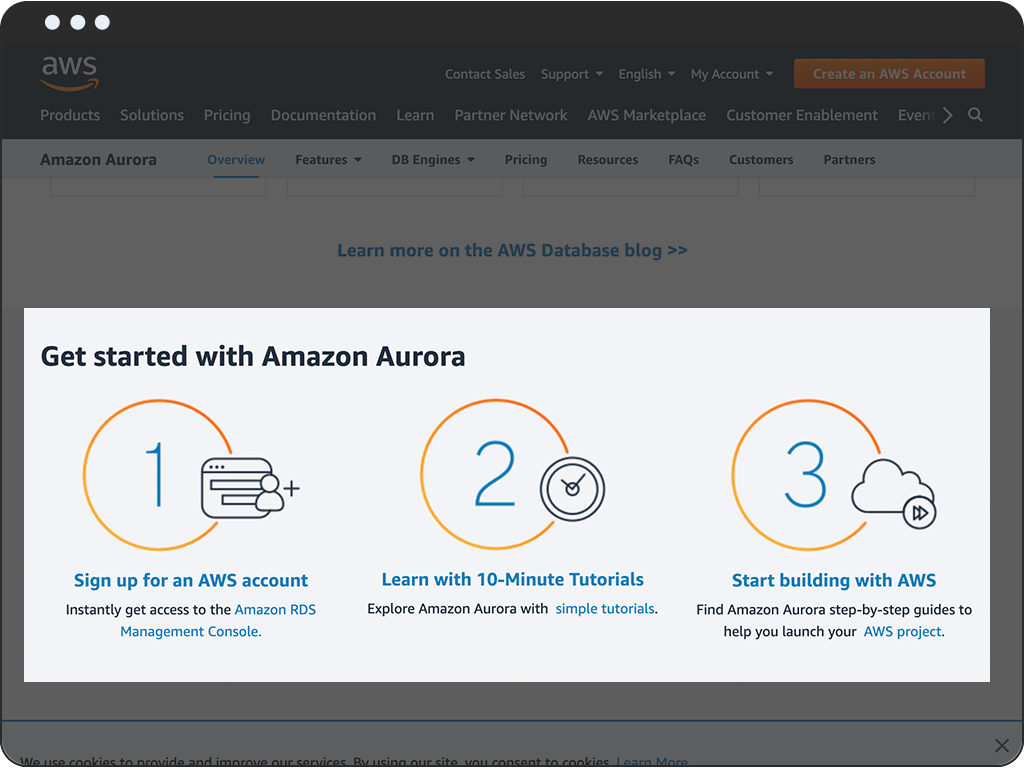 aws
Contact Sales Support English My Account Create an AWS Account
Products Solutions Pricing Documentation Learn Partner Network AWS Marketplace Customer Enablement Event
Amazon Aurora Overview Features DB Engines Pricing Resources FAQs Customers Partners
Learn more on the AWS Database blog >>
Get started with Amazon Aurora
1 2 3
Sign up for an AWS account
Instantly get access to the Amazon RDS
Management Console.
Learn with 10-Minute Tutorials
Explore Amazon Aurora with simple tutorials.
Start building with AWS
Find Amazon Aurora step-by-step guides to
help you launch your AWS project.
We use cookies to provide and improve our services. By using our site, you consent to cookies. Learn More